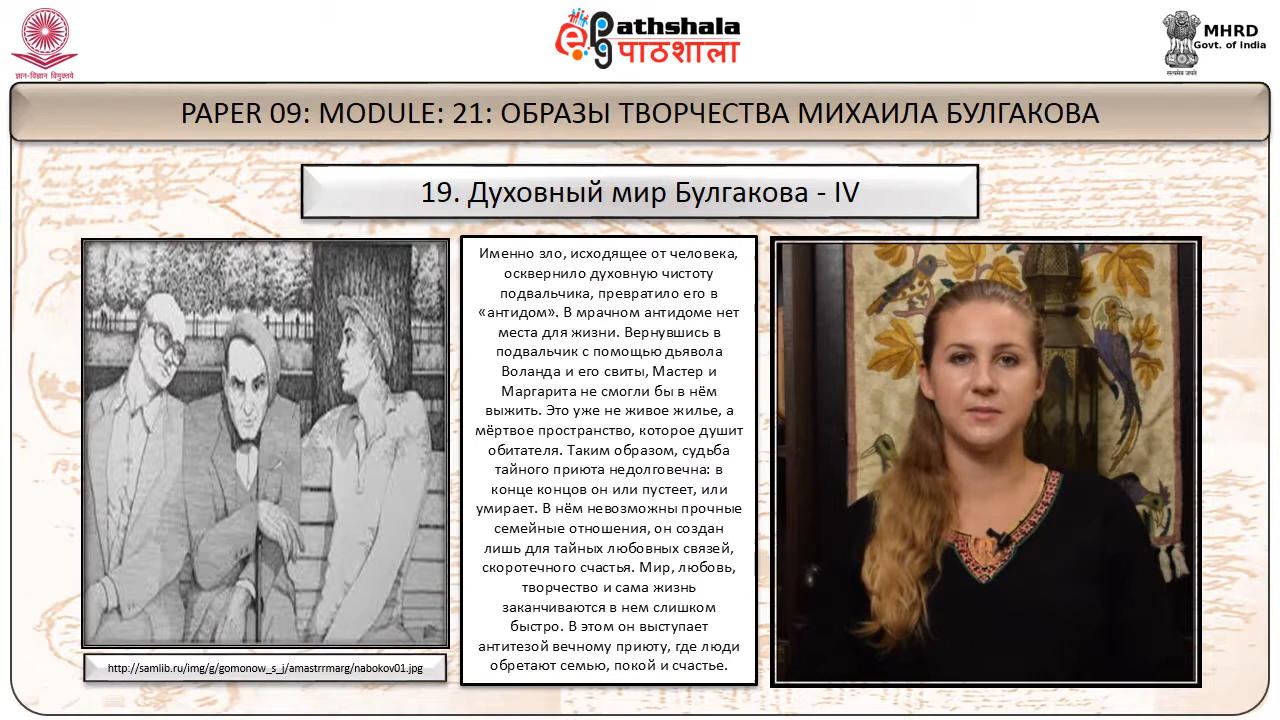 ज्ञान-विज्ञान विमुक्तये
ePathshala
पाठशाला
MHRD
Govt. of India
सत्यमेव जयते
PAPER 09: MODULE: 21: ОБРАЗЫ ТВОРЧЕСТВА МИХАИЛА БУЛГАКОВА
19. Духовный мир Булгакова - IV
Именно зло, исходящее от человека,
осквернило духовную чистоту
подвальчика, превратило его в
«антидом». В мрачном антидоме нет
места для жизни. Вернувшись в
подвальчик с помощью дьявола
Воланда и его свиты, Мастер и
Маргарита не смогли бы в нём
выжить. Это уже не живое жилье, а
мёртвое пространство, которое душит
обитателя. Таким образом, судьба
тайного приюта недолговечна: в
конце концов он или пустеет, или
умирает. В нём невозможны прочные
семейные отношения, он создан
лишь для тайных любовных связей,
скоротечного счастья. Мир, любовь,
творчество и сама жизнь
заканчиваются в нем слишком
быстро. В этом он выступает
антитезой вечному приюту, где люди
обретают семью, покой и счастье.
http://samlib.ru/img/g/gomonow_s_j/amastrrmarg/nabokov01.jpg